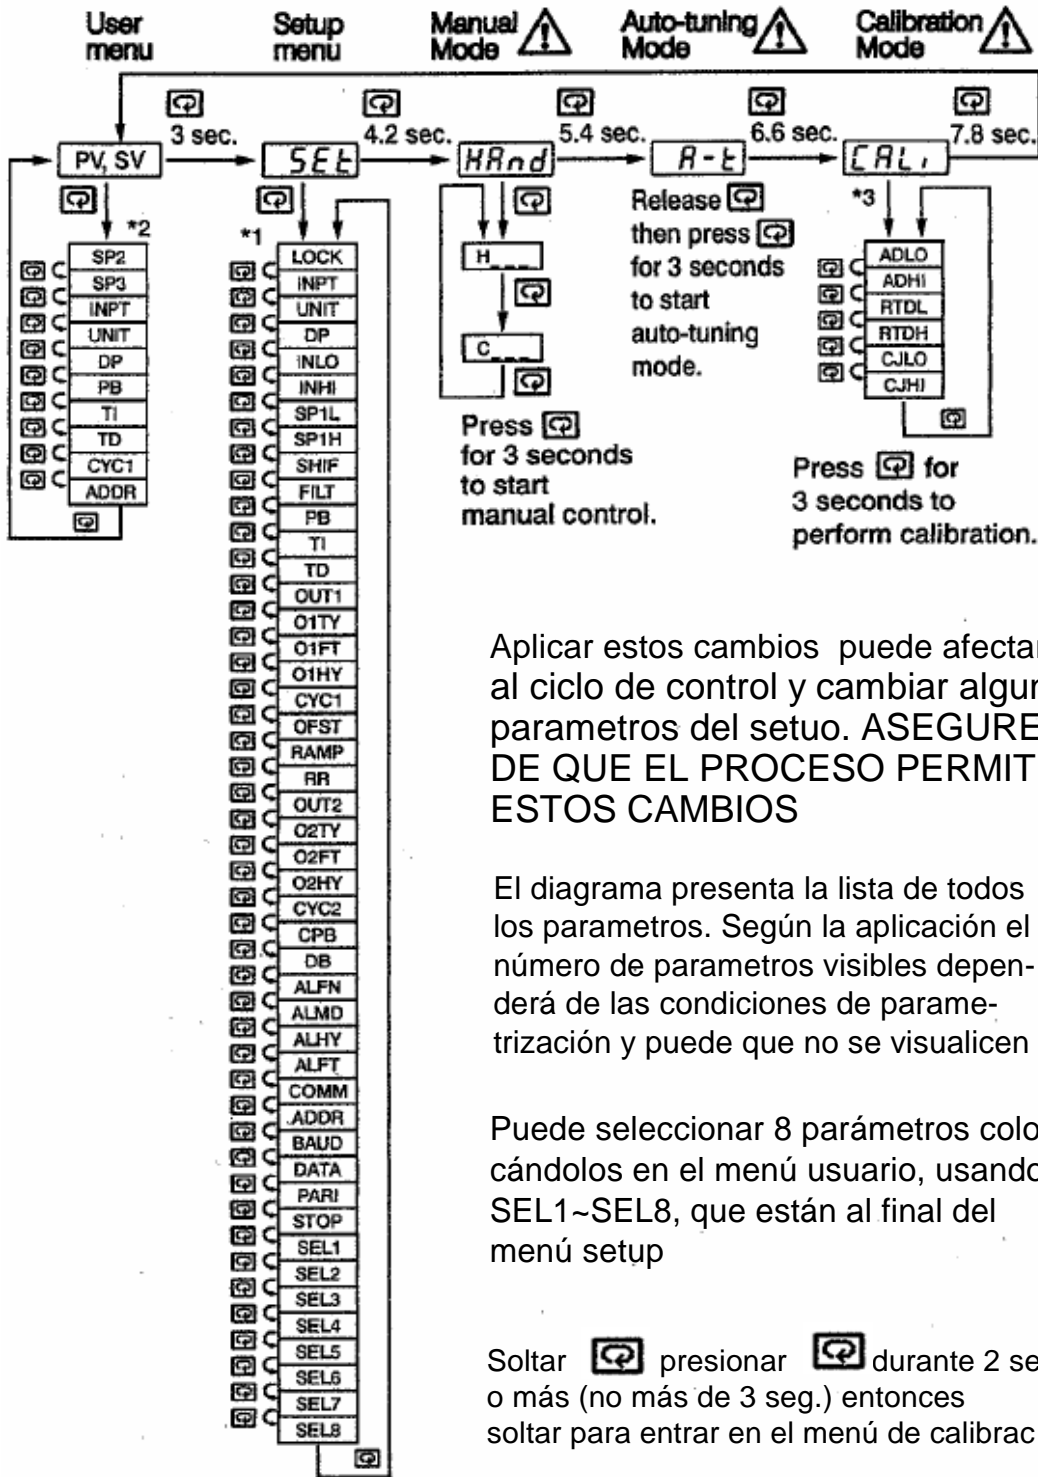 User menu
Setup menu
Manual Mode
Auto-tuning Mode
Calibration Mode
3 sec.
4.2 sec.
5.4 sec.
6.6 sec.
7.8 sec.
PV, SV
SEt
HAnd
A-t
CALi
*2
SP2
SP3
INPT
UNIT
DP
PB
TI
TD
CYC1
ADDR
*1
LOCK
INPT
UNIT
DP
INLO
INHI
SP1L
SP1H
SHIF
FILT
PB
TI
TD
OUT1
O1TY
O1FT
O1HY
CYC1
OFST
RAMP
RR
OUT2
O2TY
O2FT
O2HY
CYC2
CPB
DB
ALFN
ALMD
ALHY
ALFT
COMM
ADDR
BAUD
DATA
PARI
STOP
SEL1
SEL2
SEL3
SEL4
SEL5
SEL6
SEL7
SEL8
H_ _ _
C_ _ _
Press
for 3 seconds
to start
manual control.
Release
then press
for 3 seconds
to start
auto-tuning
mode.
*3
ADLO
ADHI
RTDL
RTDH
CJLO
CJHI
Press for
3 seconds to
perform calibration.
Aplicar estos cambios puede afectar
al ciclo de control y cambiar algun
parametros del setuo. ASEGURE
DE QUE EL PROCESO PERMIT
ESTOS CAMBIOS
El diagrama presenta la lista de todos
los parametros. Según la aplicación el
número de parametros visibles depen-
derá de las condiciones de parame-
trización y puede que no se visualicen
Puede seleccionar 8 parámetros colo
cándolos en el menú usuario, usando
SEL1~SEL8, que están al final del
menú setup
Soltar presionar durante 2 se
o más (no más de 3 seg.) entonces
soltar para entrar en el menú de calibrac